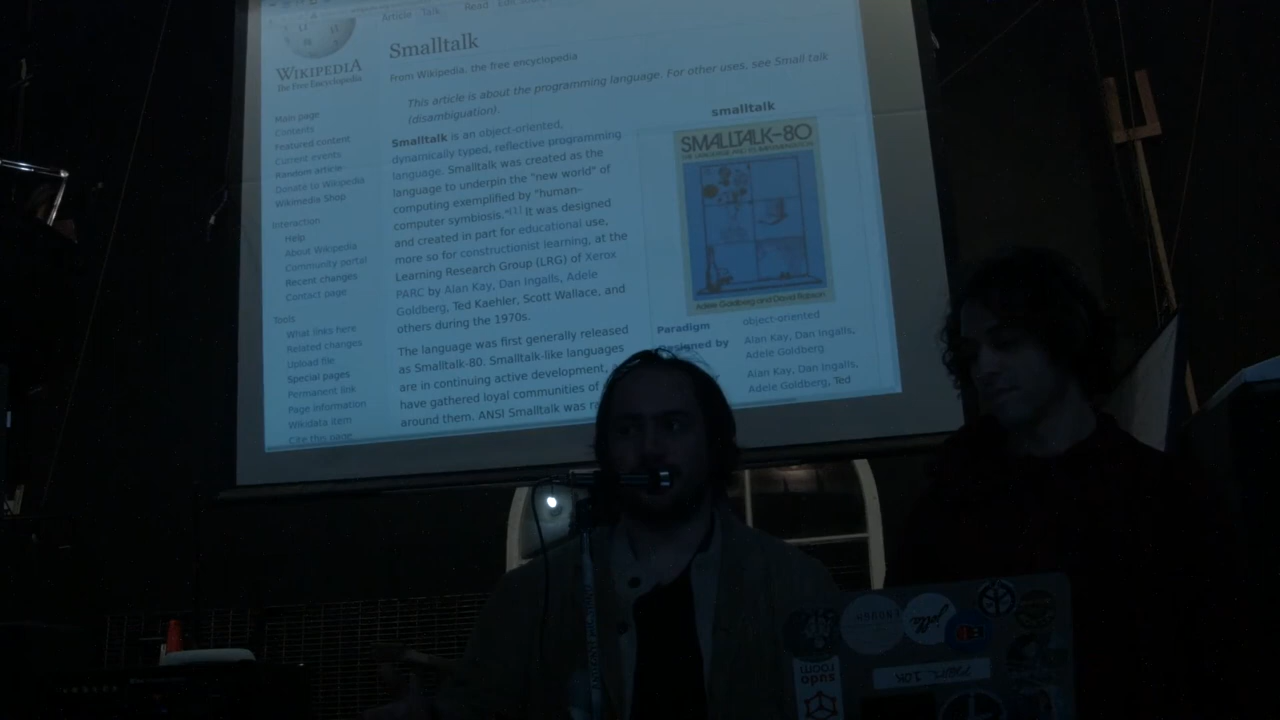 Article Talk Read
WIKIPEDIA
The Free Encyclopedia
Main page
Contents
Featured content
Current events
Random article
Donate to Wikipedia
Wikimedia Shop
Interaction
Help
About Wikipedia
Community portal
Recent changes
Contact page
Tools
What links here
Related changes
Upload file
Special pages
Permanent link
Page information
Wikidata item
Cite this page
Smalltalk
From Wikipedia, the free encyclopedia
This article is about the programming language. For other uses, see Small talk
(disambiguation).
Smalltalk is an object-oriented,
dynamically typed, reflective programming
language. Smalltalk was created as the
language to underpin the "new world" of
computing exemplified by "human–
computer symbiosis."[1] It was designed
and created in part for educational use,
more so for constructionist learning, at the
Learning Research Group (LRG) of Xerox
PARC by Alan Kay, Dan Ingalls, Adele
Goldberg, Ted Kaehler, Scott Wallace, and
others during the 1970s.
The language was first generally released
as Smalltalk-80. Smalltalk-like languages
are in continuing active development,
have gathered loyal communities of
around them. ANSI Smalltalk was
smalltalk
SMALLTALK-80
THE LANGUAGE AND ITS IMPLEMENTATION
Adele Goldberg and David Robson
Paradigm object-oriented
Designed by Alan Kay, Dan Ingalls,
Adele Goldberg
Alan Kay, Dan Ingalls,
Adele Goldberg, Ted
jolla
sudo
room